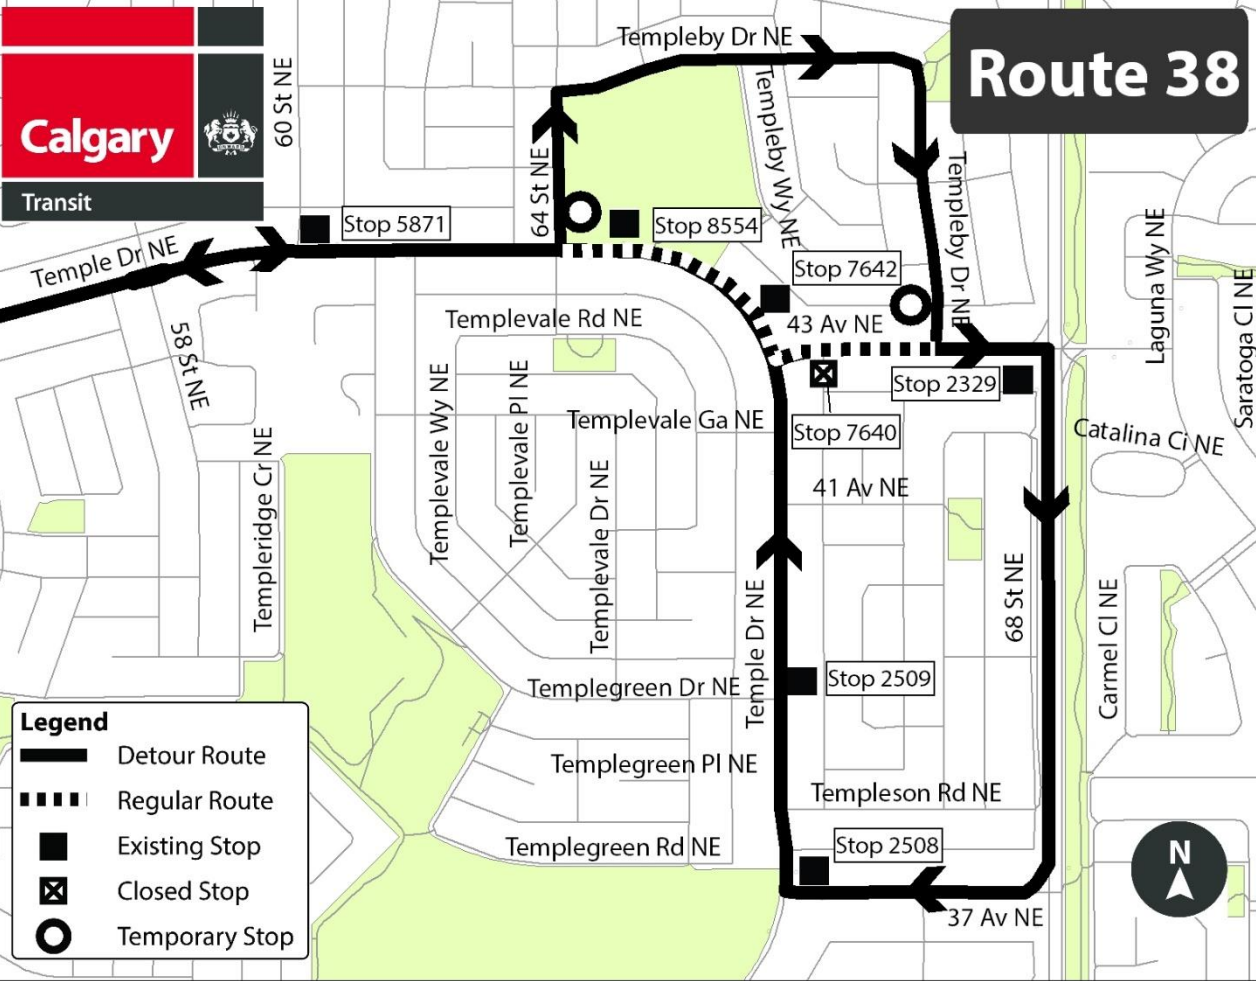 Calgary
Transit
Route 38
Templeby Dr NE
60 St NE
Templeby Wy NE
64 St NE
Templeby Dr NE
Stop 5871
Stop 8554
Temple Dr NE
Stop 7642
Laguna Wy NE
Saratoga Cl NE
58 St NE
Templevale Rd NE
43 Av NE
Stop 2329
Templevale Wy NE
Templevale Pl NE
Templevale Ga NE
Stop 7640
Catalina Ci NE
Templeridge Cr NE
Templevale Dr NE
41 Av NE
68 St NE
Carmel Cl NE
Temple Dr NE
Templegreen Dr NE
Stop 2509
Templegreen Pl NE
Templeson Rd NE
Templegreen Rd NE
Stop 2508
37 Av NE
N
Legend
Detour Route
Regular Route
Existing Stop
Closed Stop
Temporary Stop